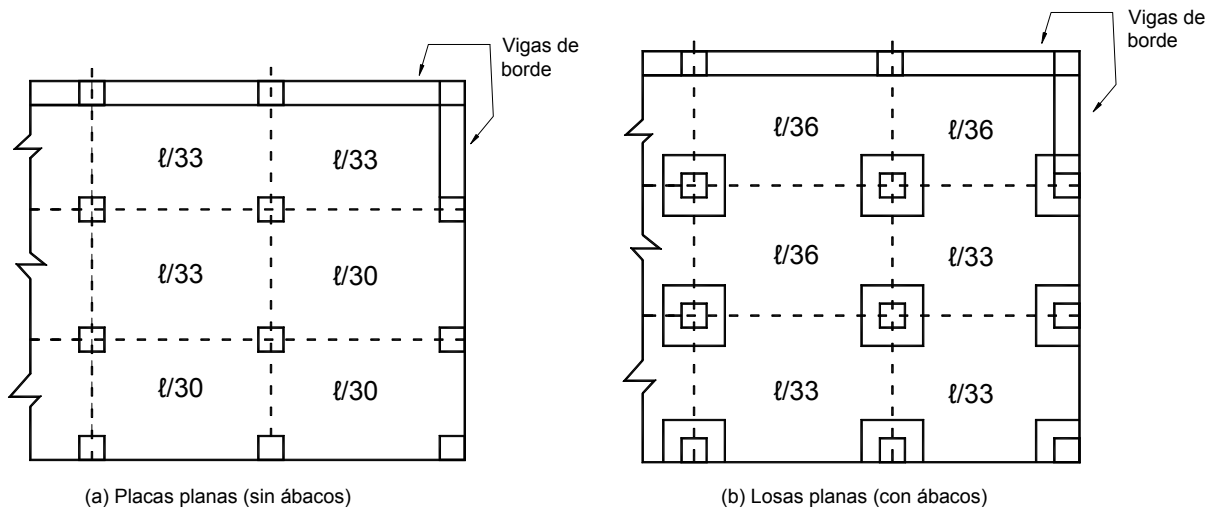 Vigas de
borde
ℓ/33 ℓ/33
ℓ/33 ℓ/30
ℓ/30 ℓ/30
(a) Placas planas (sin ábacos)
Vigas de
borde
ℓ/36 ℓ/36
ℓ/36 ℓ/33
ℓ/33 ℓ/33
(b) Losas planas (con ábacos)